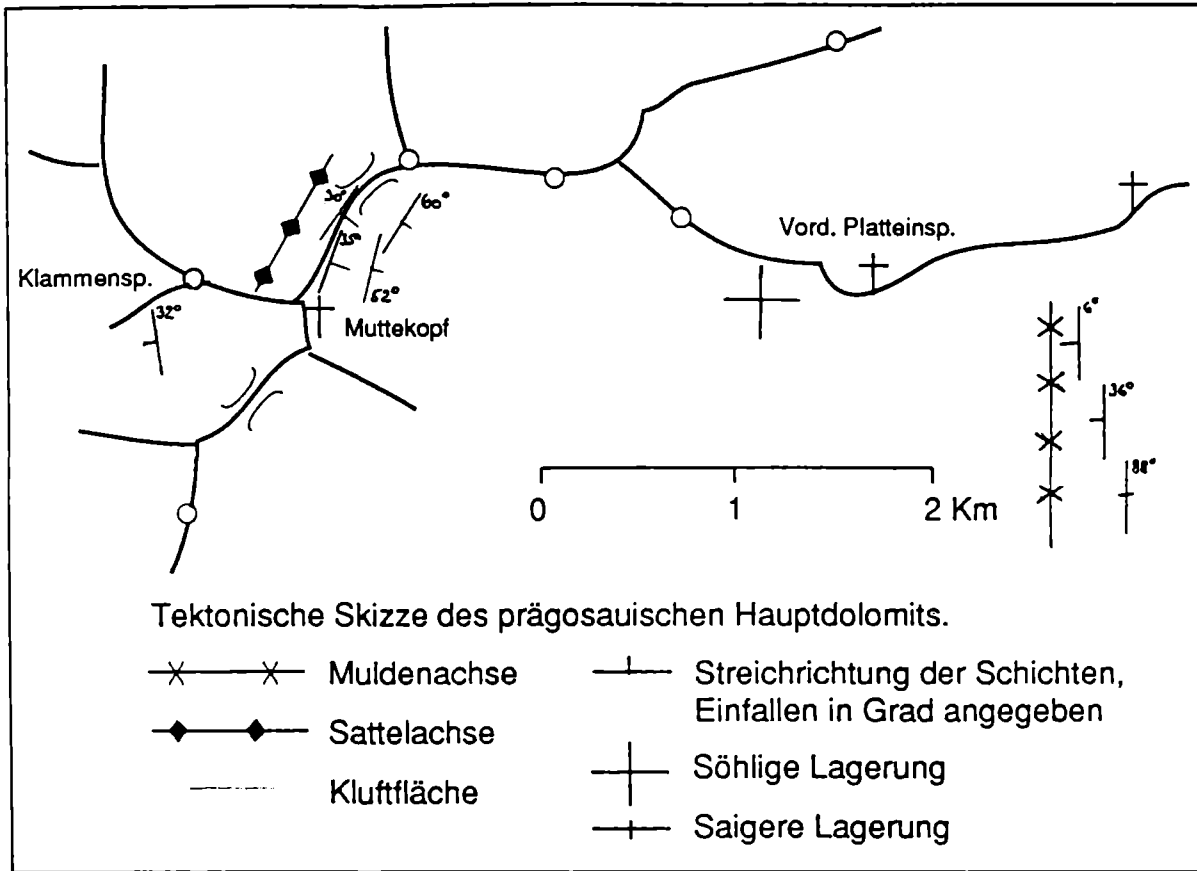 30°
60°
35°
52°
Klammensp.
32°
Muttekopf
Vord. Platteinsp.
6°
36°
88°
0 1 2 Km
Tektonische Skizze des prägosauischen Hauptdolomits.
Muldenachse
Sattelachse
Kluftfläche
Streichrichtung der Schichten,
Einfallen in Grad angegeben
Söhlige Lagerung
Saigere Lagerung